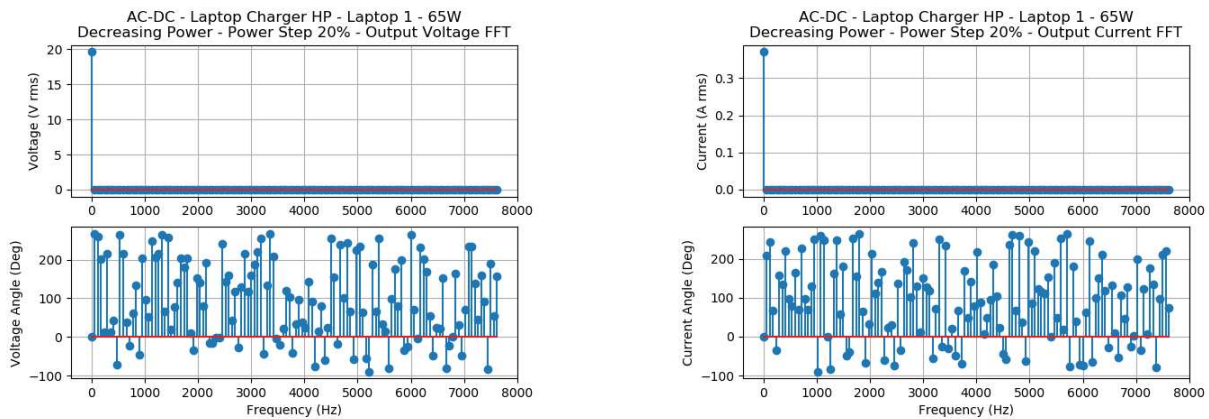 AC-DC - Laptop Charger HP - Laptop 1 - 65W
Decreasing Power - Power Step 20% - Output Voltage FFT
Voltage (V rms)
20
15
10
5
0
0 1000 2000 3000 4000 5000 6000 7000 8000
Voltage Angle (Deg)
200
100
0
−100
0 1000 2000 3000 4000 5000 6000 7000 8000
Frequency (Hz)
AC-DC - Laptop Charger HP - Laptop 1 - 65W
Decreasing Power - Power Step 20% - Output Current FFT
Current (A rms)
0.3
0.2
0.1
0.0
0 1000 2000 3000 4000 5000 6000 7000 8000
Current Angle (Deg)
200
100
0
−100
0 1000 2000 3000 4000 5000 6000 7000 8000
Frequency (Hz)